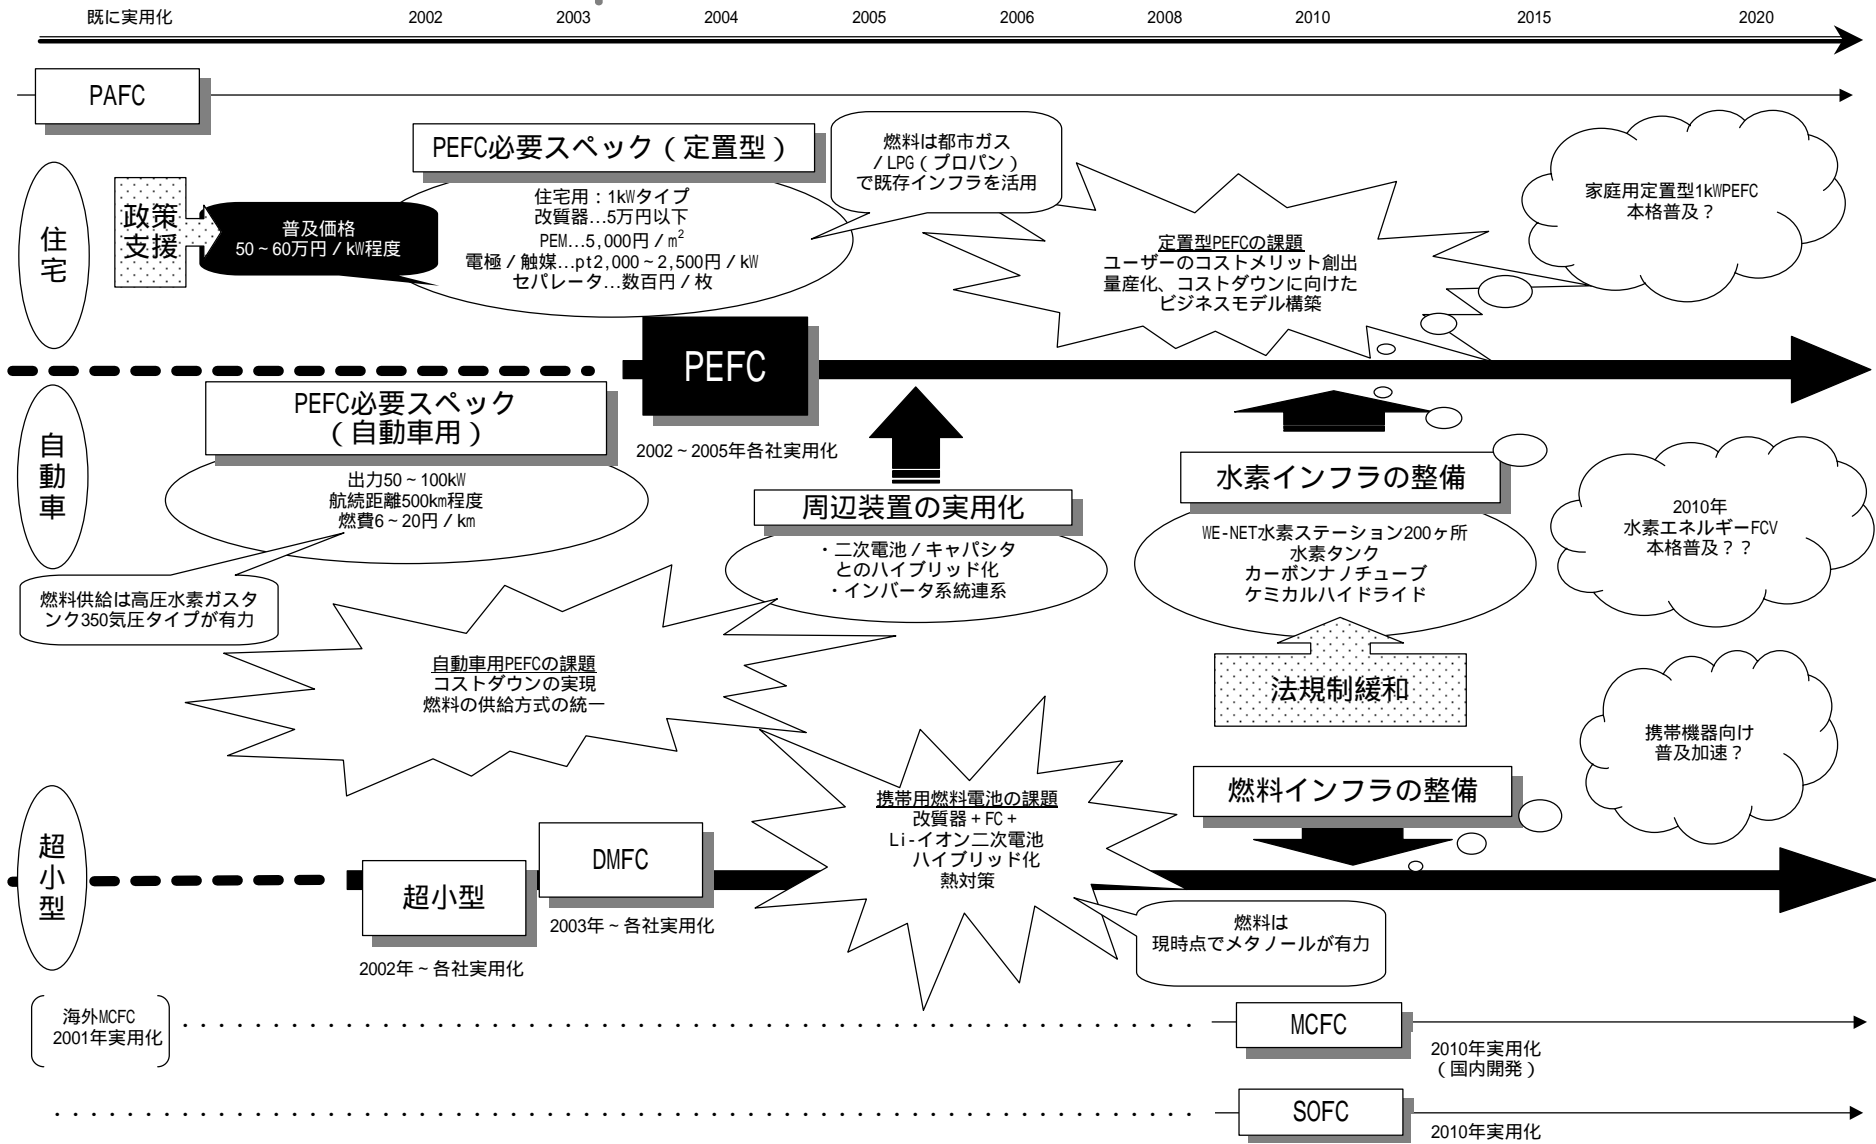 既に実用化 2002 2003 2004 2005 2006 2008 2010 2015 2020
PAFC
住宅
政策
支援
普及価格
50~60万円/kW程度
PEFC必要スペック(定置型)
住宅用:1kWタイプ
改質器…5万円以下
PEM…5,000円/m²
電極/触媒…pt2,000~2,500円/kW
セパレータ…数百円/枚
燃料は都市ガス
/LPG(プロパン)
で既存インフラを活用
定置型PEFCの課題
ユーザーのコストメリット創出
量産化、コストダウンに向けた
ビジネスモデル構築
家庭用定置型1kWPEFC
本格普及?
PEFC
2002~2005年各社実用化
自動車
PEFC必要スペック
(自動車用)
出力50~100kW
航続距離500km程度
燃費6~20円/km
燃料供給は高圧水素ガスタ
ンク350気圧タイプが有力
自動車用PEFCの課題
コストダウンの実現
燃料の供給方式の統一
周辺装置の実用化
・二次電池/キャパシタ
とのハイブリッド化
・インバータ系統連系
水素インフラの整備
WE-NET水素ステーション200ヶ所
水素タンク
カーボンナノチューブ
ケミカルハイドライド
法規制緩和
2010年
水素エネルギーFCV
本格普及??
超小型
超小型
2002年~各社実用化
DMFC
2003年~各社実用化
携帯用燃料電池の課題
改質器+FC+
Li-イオン二次電池
ハイブリッド化
熱対策
燃料インフラの整備
燃料は
現時点でメタノールが有力
携帯機器向け
普及加速?
海外MCFC
2001年実用化
MCFC
2010年実用化
(国内開発)
SOFC
2010年実用化